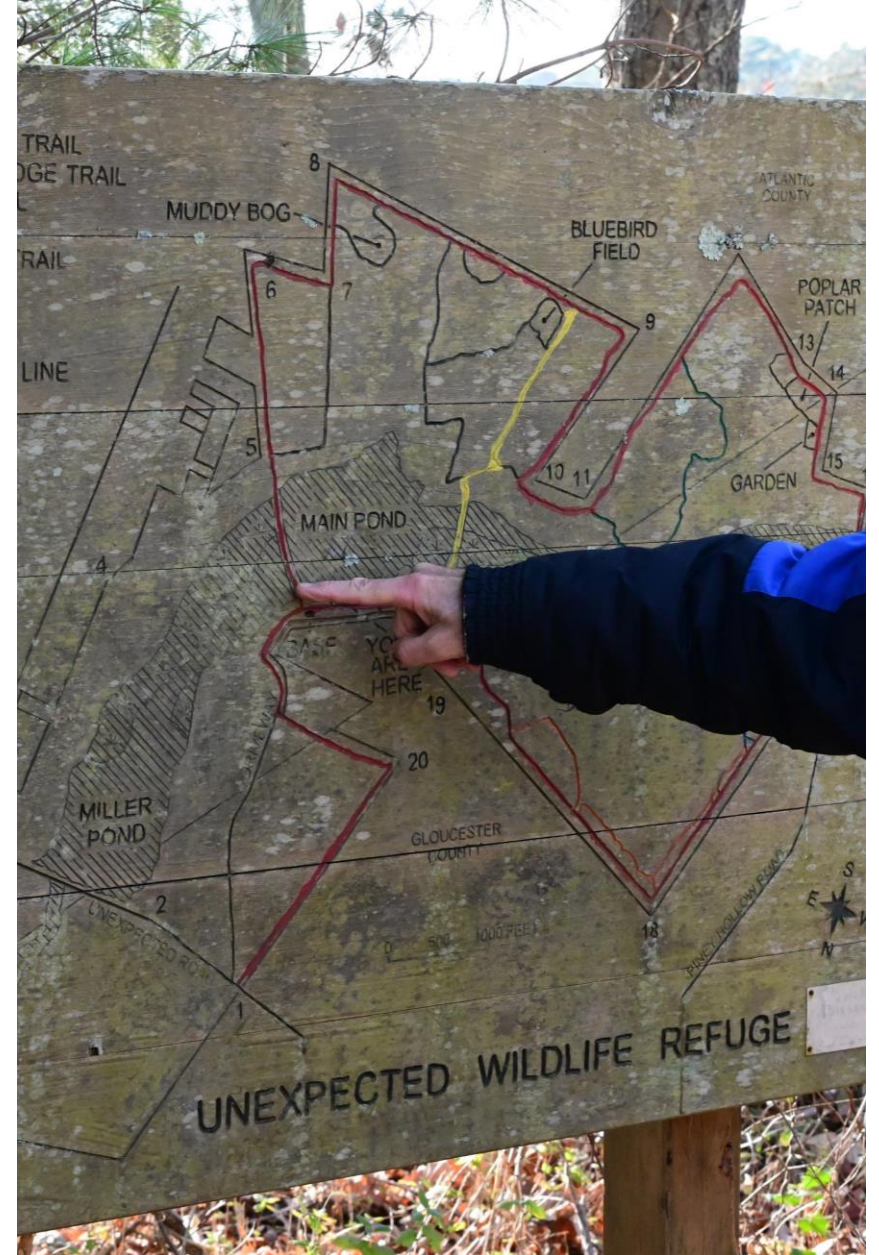 TRAIL
DGE TRAIL
L
RAIL
LINE
8
MUDDY BOG
ATLANTIC
COUNTY
BLUEBIRD
FIELD
6
7
9
POPLAR
PATCH
13
14
5
10
11
15
GARDEN
MAIN POND
4
BASE
YOU
ARE
HERE
19
20
MILLER
POND
GLOUCESTER
COUNTY
2
UNEXPECTED ROAD
0 500 1000 FEET
18
PINEY HOLLOW ROAD
S
E
W
N
1
UNEXPECTED WILDLIFE REFUGE